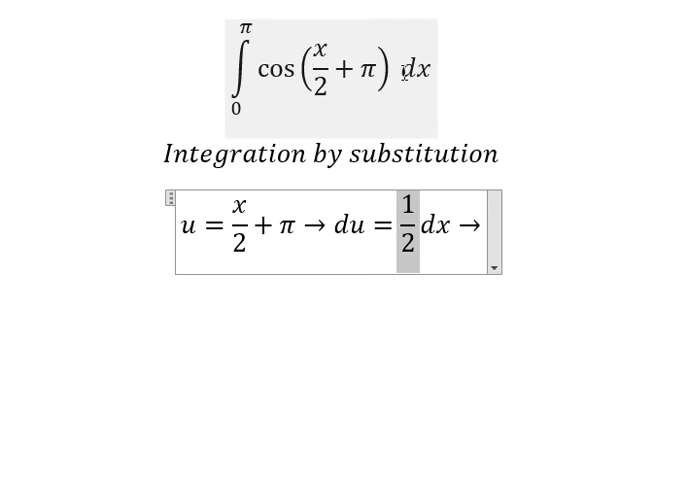 ∫₀^π cos(x/2 + π) dx
Integration by substitution
u = x/2 + π → du = 1/2 dx →